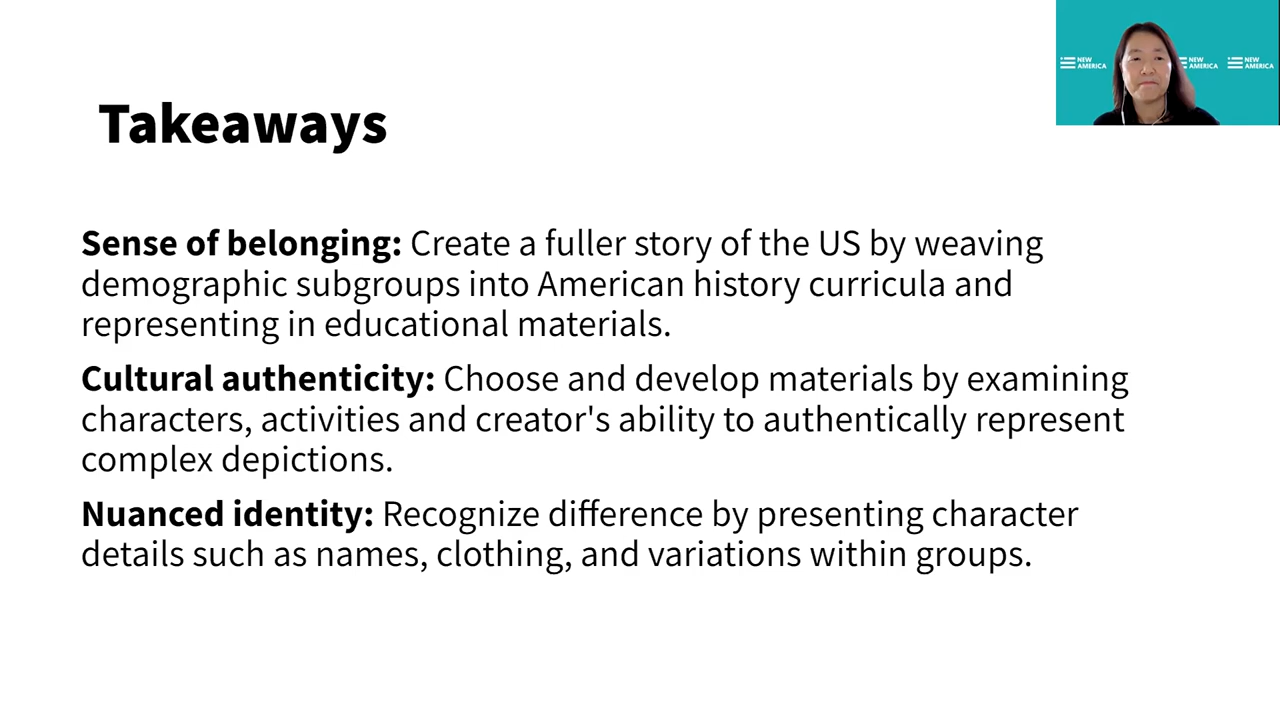 NEW
AMERICA
AMERICA
NEW
AMERICA
Takeaways
Sense of belonging: Create a fuller story of the US by weaving
demographic subgroups into American history curricula and
representing in educational materials.
Cultural authenticity: Choose and develop materials by examining
characters, activities and creator's ability to authentically represent
complex depictions.
Nuanced identity: Recognize difference by presenting character
details such as names, clothing, and variations within groups.